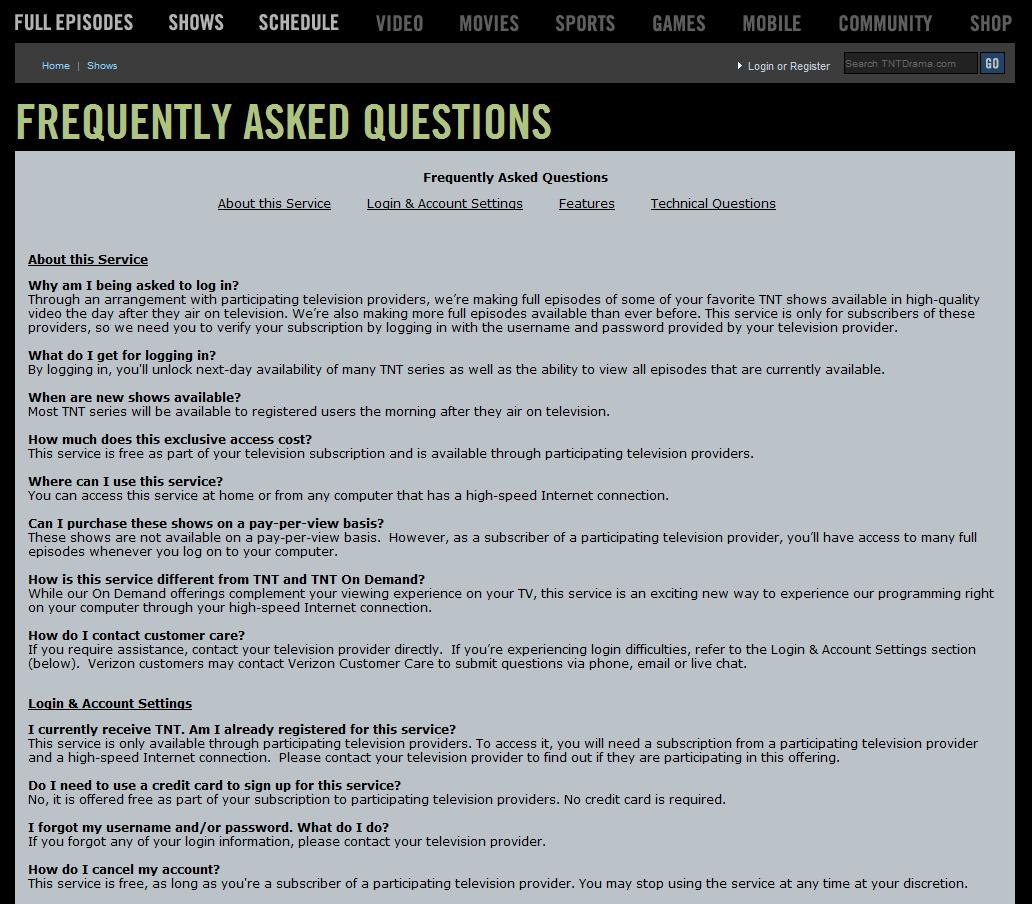 FULL EPISODES SHOWS SCHEDULE VIDEO MOVIES SPORTS GAMES MOBILE COMMUNITY SHOP
Home | Shows Login or Register Search TNTDrama.com GO
FREQUENTLY ASKED QUESTIONS
Frequently Asked Questions
About this Service Login & Account Settings Features Technical Questions
About this Service
Why am I being asked to log in?
Through an arrangement with participating television providers, we're making full episodes of some of your favorite TNT shows available in high-quality
video the day after they air on television. We're also making more full episodes available than ever before. This service is only for subscribers of these
providers, so we need you to verify your subscription by logging in with the username and password provided by your television provider.
What do I get for logging in?
By logging in, you'll unlock next-day availability of many TNT series as well as the ability to view all episodes that are currently available.
When are new shows available?
Most TNT series will be available to registered users the morning after they air on television.
How much does this exclusive access cost?
This service is free as part of your television subscription and is available through participating television providers.
Where can I use this service?
You can access this service at home or from any computer that has a high-speed Internet connection.
Can I purchase these shows on a pay-per-view basis?
These shows are not available on a pay-per-view basis. However, as a subscriber of a participating television provider, you'll have access to many full
episodes whenever you log on to your computer.
How is this service different from TNT and TNT On Demand?
While our On Demand offerings complement your viewing experience on your TV, this service is an exciting new way to experience our programming right
on your computer through your high-speed Internet connection.
How do I contact customer care?
If you require assistance, contact your television provider directly. If you're experiencing login difficulties, refer to the Login & Account Settings section
(below). Verizon customers may contact Verizon Customer Care to submit questions via phone, email or live chat.
Login & Account Settings
I currently receive TNT. Am I already registered for this service?
This service is only available through participating television providers. To access it, you will need a subscription from a participating television provider
and a high-speed Internet connection. Please contact your television provider to find out if they are participating in this offering.
Do I need to use a credit card to sign up for this service?
No, it is offered free as part of your subscription to participating television providers. No credit card is required.
I forgot my username and/or password. What do I do?
If you forgot any of your login information, please contact your television provider.
How do I cancel my account?
This service is free, as long as you're a subscriber of a participating television provider. You may stop using the service at any time at your discretion.